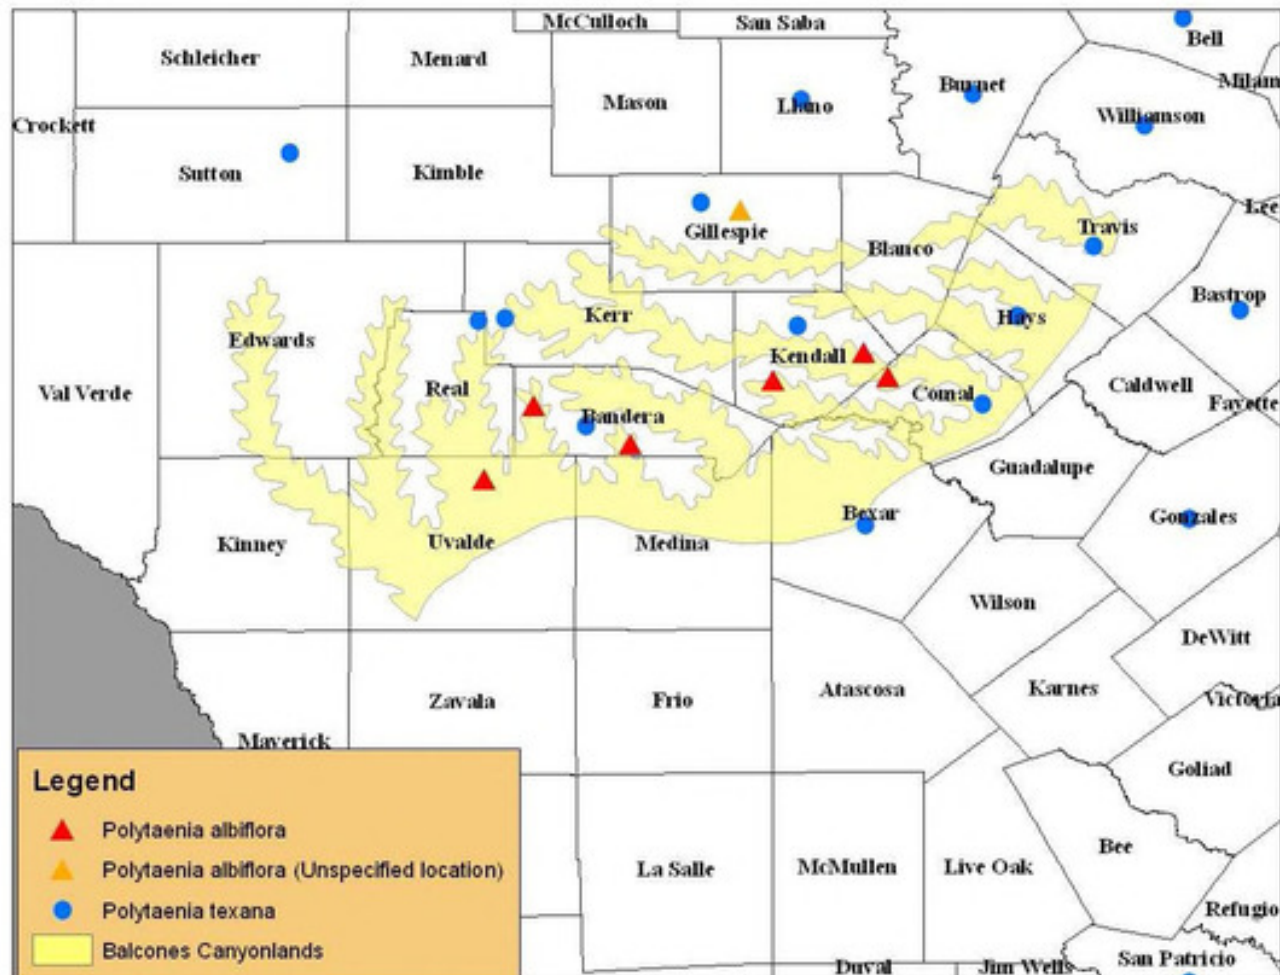 McCulloch
San Saba
Bell
Schleicher
Menard
Mason
Llano
Burnet
Milam
Crockett
Williamson
Sutton
Kimble
Lee
Gillespie
Travis
Blanco
Bastrop
Edwards
Kerr
Hays
Kendall
Val Verde
Real
Comal
Caldwell
Fayette
Bandera
Guadalupe
Bexar
Gonzales
Kinney
Uvalde
Medina
Wilson
DeWitt
Zavala
Frio
Atascosa
Karnes
Victoria
Maverick
Goliad
Bee
La Salle
McMullen
Live Oak
Refugio
San Patricio
Duval
Jim Wells
Legend
Polytaenia albiflora
Polytaenia albiflora (Unspecified location)
Polytaenia texana
Balcones Canyonlands